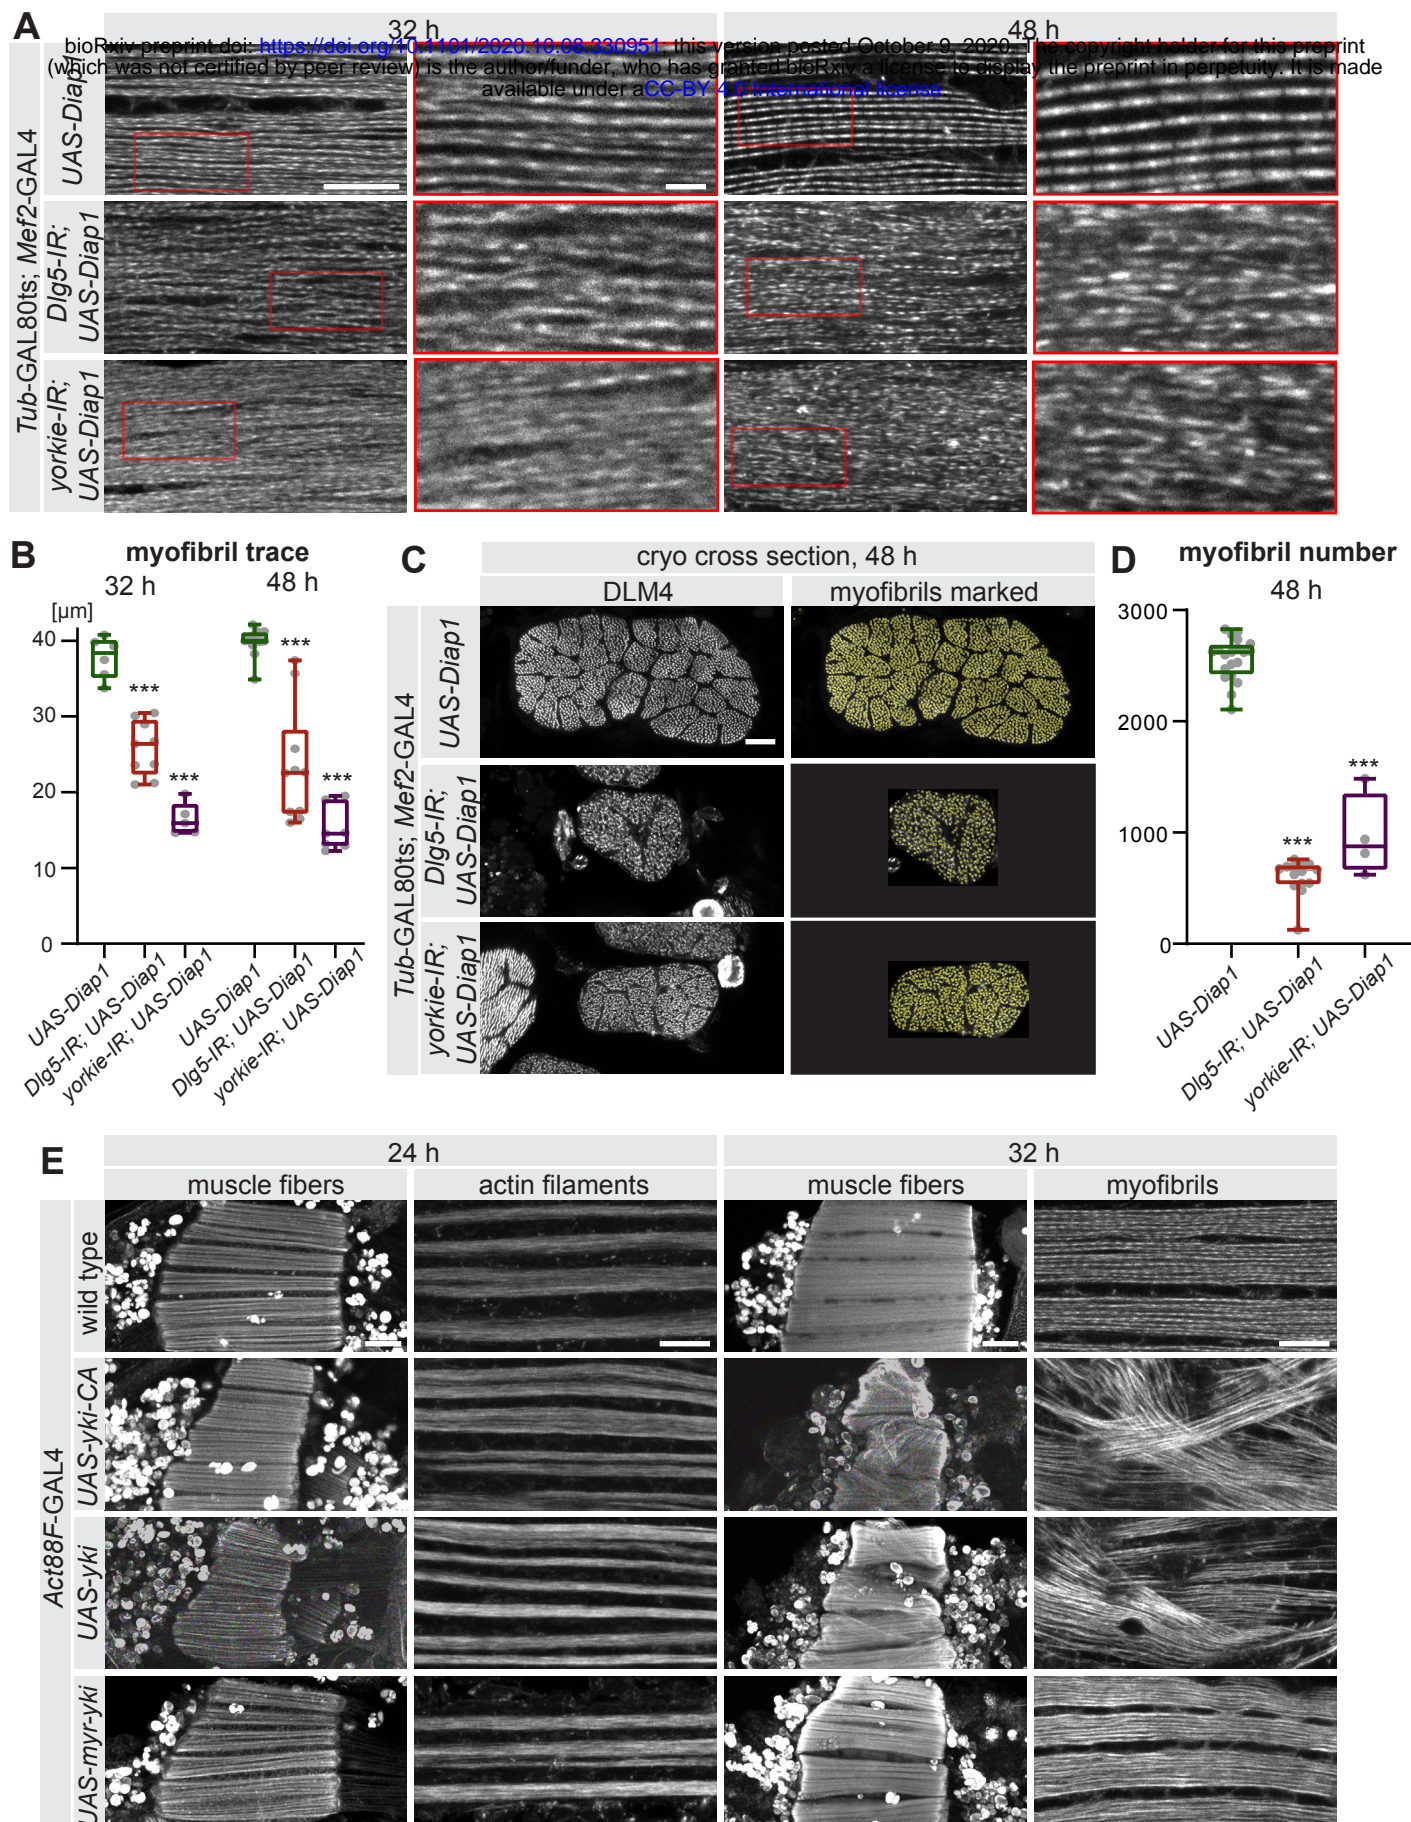 A
32 h
48 h
bioRxiv preprint doi: https://doi.org/10.1101/2020.10.08.330951; this version posted October 9, 2020. The copyright holder for this preprint
(which was not certified by peer review) is the author/funder, who has granted bioRxiv a license to display the preprint in perpetuity. It is made
available under aCC-BY 4.0 International license.
Tub-GAL80ts; Mef2-GAL4
UAS-Diap1
Dlg5-IR;
UAS-Diap1
yorkie-IR;
UAS-Diap1
B
myofibril trace
32 h
48 h
[µm]
40
30
20
10
0
***
***
***
***
UAS-Diap1
Dlg5-IR; UAS-Diap1
yorkie-IR; UAS-Diap1
UAS-Diap1
Dlg5-IR; UAS-Diap1
yorkie-IR; UAS-Diap1
C
cryo cross section, 48 h
DLM4
myofibrils marked
Tub-GAL80ts; Mef2-GAL4
UAS-Diap1
Dlg5-IR;
UAS-Diap1
yorkie-IR;
UAS-Diap1
D
myofibril number
48 h
3000
2000
1000
0
***
***
UAS-Diap1
Dlg5-IR; UAS-Diap1
yorkie-IR; UAS-Diap1
E
24 h
32 h
muscle fibers
actin filaments
muscle fibers
myofibrils
Act88F-GAL4
wild type
UAS-yki-CA
UAS-yki
UAS-myr-yki